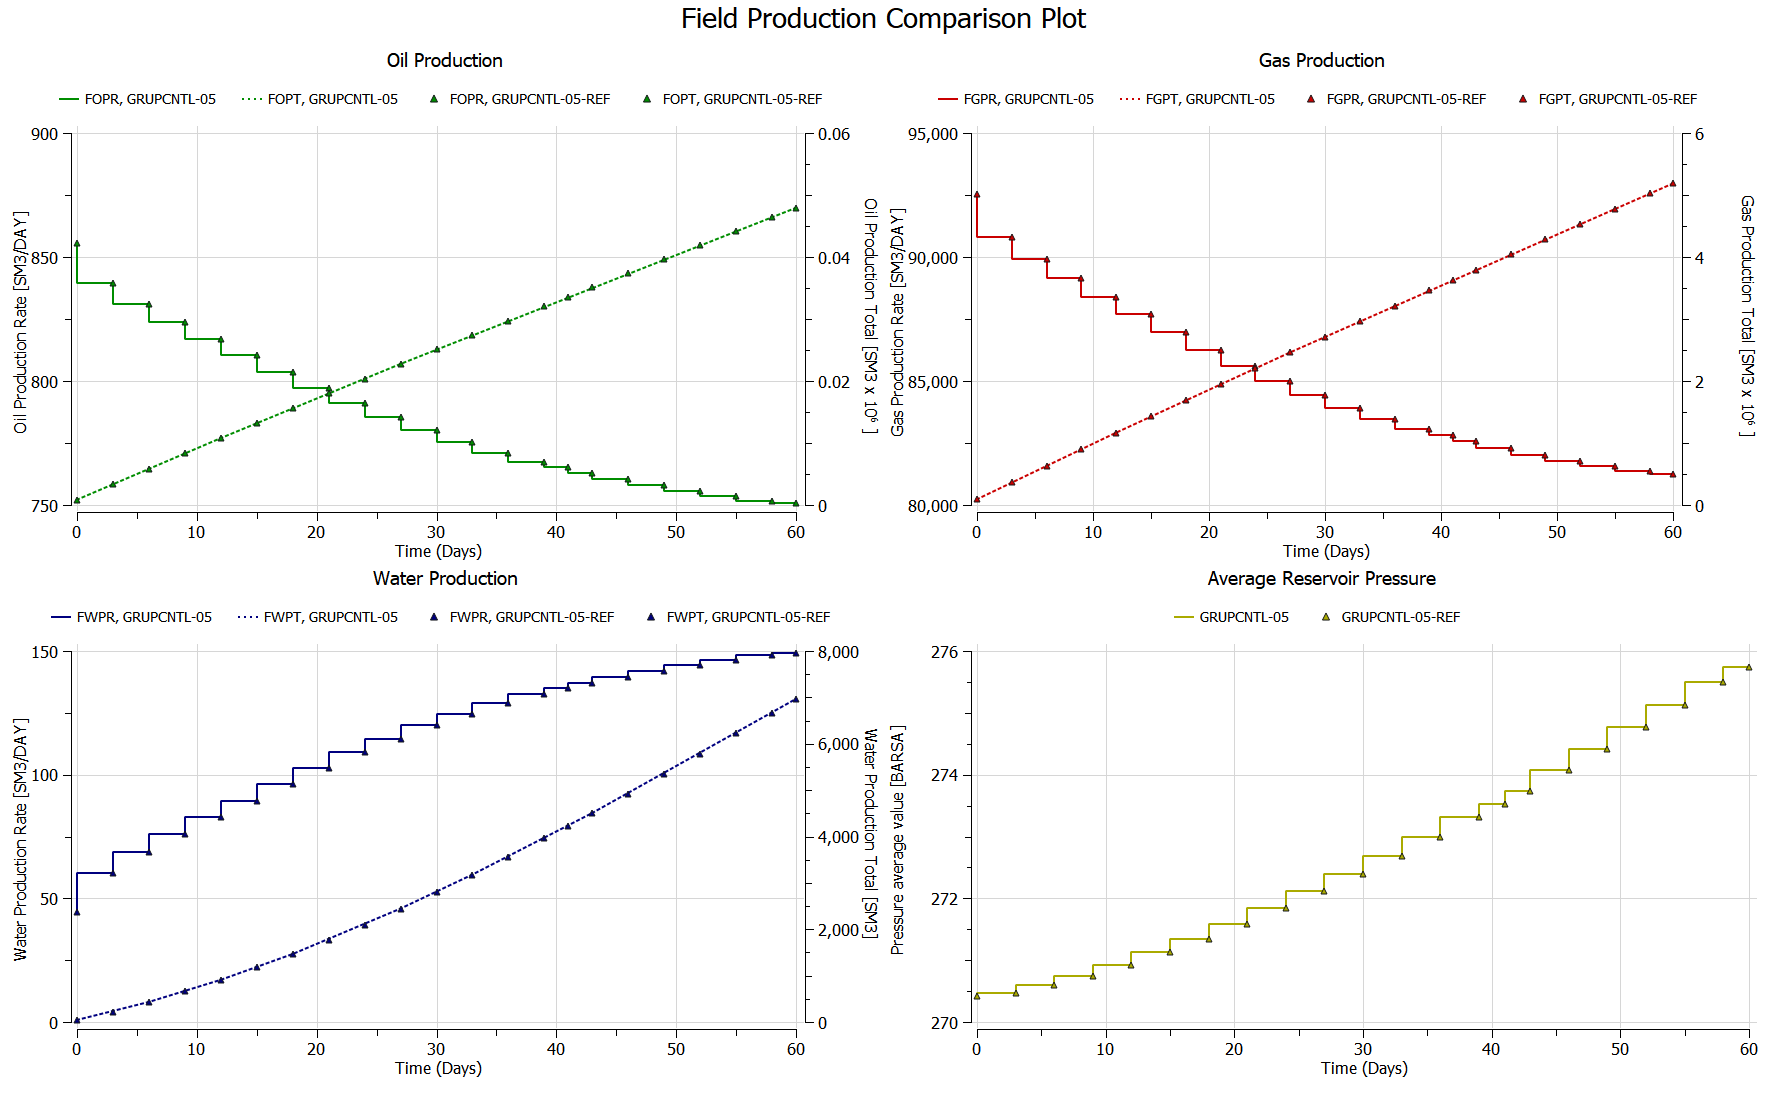 Field Production Comparison Plot
Oil Production
FOPR, GRUPCNTL-05 FOPT, GRUPCNTL-05 FOPR, GRUPCNTL-05-REF FOPT, GRUPCNTL-05-REF
900
850
800
750
Oil Production Rate [SM3/DAY]
0.06
0.04
0.02
0
Oil Production Total [SM3 x 10⁶ ]
0 10 20 30 40 50 60
Time (Days)
Gas Production
FGPR, GRUPCNTL-05 FGPT, GRUPCNTL-05 FGPR, GRUPCNTL-05-REF FGPT, GRUPCNTL-05-REF
95,000
90,000
85,000
80,000
Gas Production Rate [SM3/DAY]
6
4
2
0
Gas Production Total [SM3 x 10⁶ ]
0 10 20 30 40 50 60
Time (Days)
Water Production
FWPR, GRUPCNTL-05 FWPT, GRUPCNTL-05 FWPR, GRUPCNTL-05-REF FWPT, GRUPCNTL-05-REF
150
100
50
0
Water Production Rate [SM3/DAY]
8,000
6,000
4,000
2,000
0
Water Production Total [SM3]
0 10 20 30 40 50 60
Time (Days)
Average Reservoir Pressure
GRUPCNTL-05 GRUPCNTL-05-REF
276
274
272
270
Pressure average value [BARSA]
0 10 20 30 40 50 60
Time (Days)